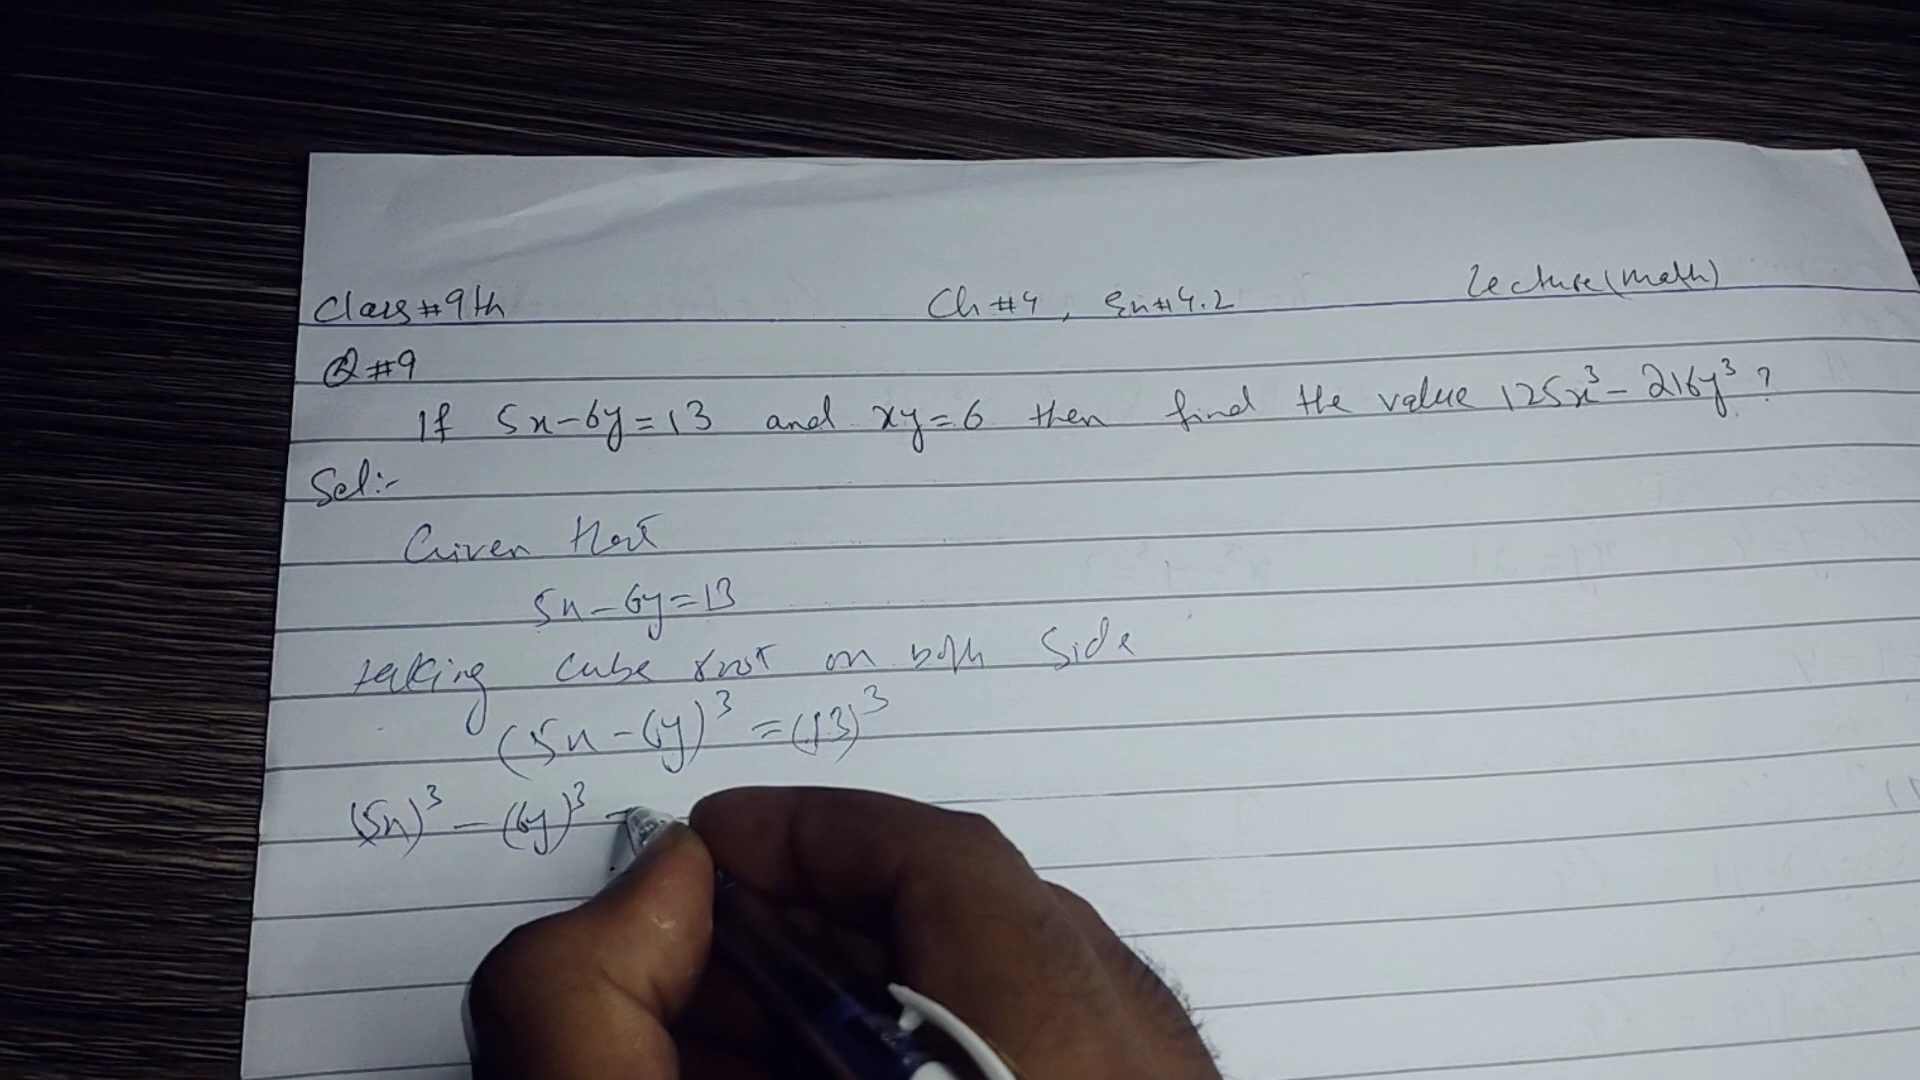 Class #9th Ch #4, Ex#4.2 Lecture(math)
Q #9
If 5x-6y=13 and xy=6 then find the value 125x³-216y³?
Sol:-
Given that
5x-6y=13
taking cube root on both side
(5x-6y)³=(13)³
(5x)³-(6y)³-